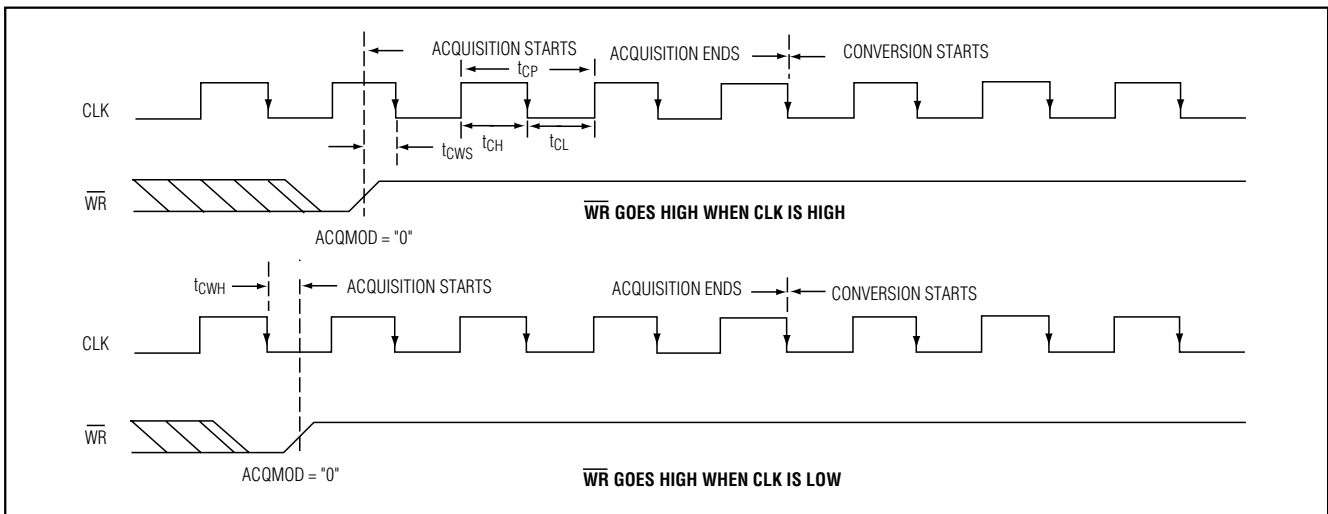 ACQUISITION STARTS
ACQUISITION ENDS
CONVERSION STARTS
tCP
CLK
tCWS
tCH
tCL
WR
WR GOES HIGH WHEN CLK IS HIGH
ACQMOD = "0"
tCWH
ACQUISITION STARTS
ACQUISITION ENDS
CONVERSION STARTS
CLK
WR
ACQMOD = "0"
WR GOES HIGH WHEN CLK IS LOW